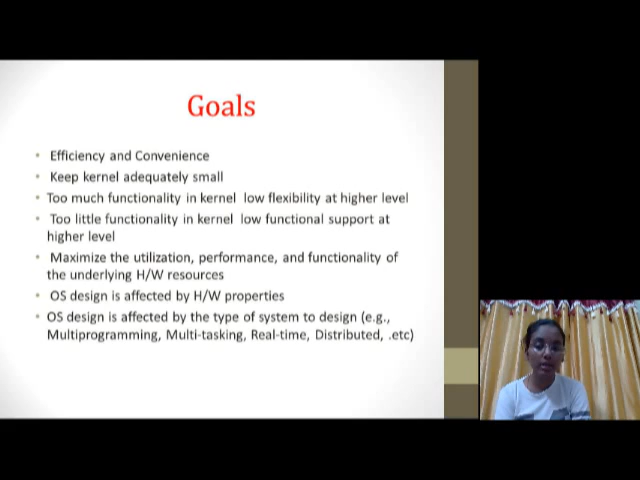 Goals
• Efficiency and Convenience
• Keep kernel adequately small
• Too much functionality in kernel low flexibility at higher level
• Too little functionality in kernel low functional support at
higher level
• Maximize the utilization, performance, and functionality of
the underlying H/W resources
• OS design is affected by H/W properties
• OS design is affected by the type of system to design (e.g.,
Multiprogramming, Multi-tasking, Real-time, Distributed, .etc)